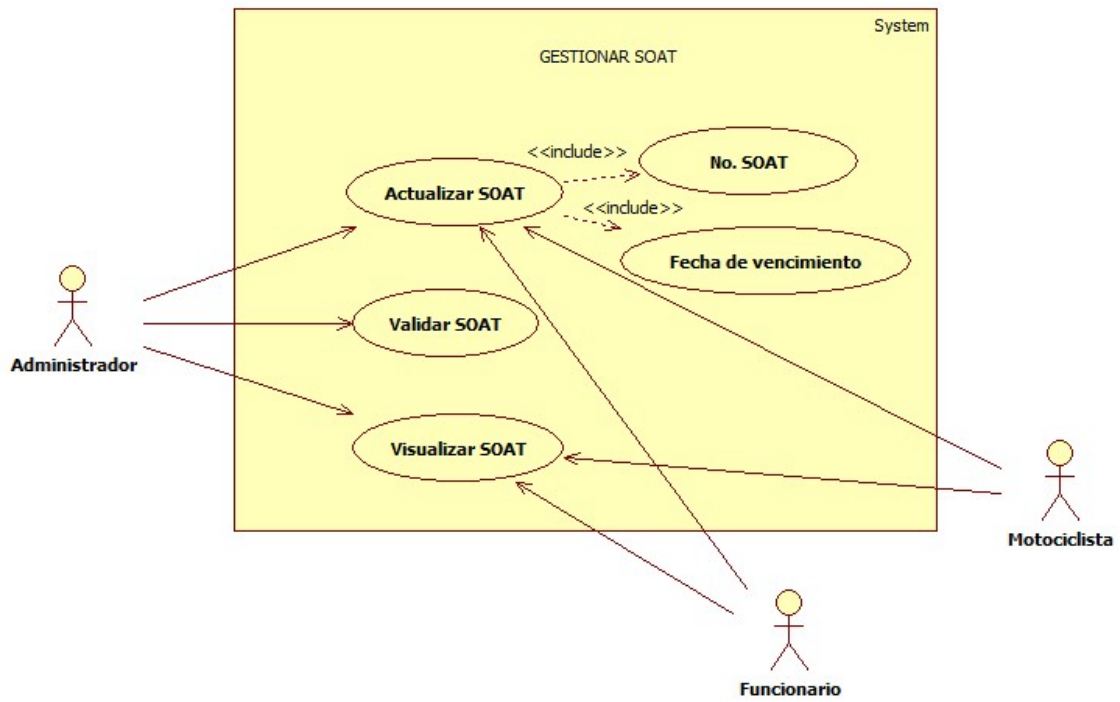 System
GESTIONAR SOAT
<<include>>
No. SOAT
Actualizar SOAT
<<include>>
Fecha de vencimiento
Validar SOAT
Administrador
Visualizar SOAT
Motociclista
Funcionario